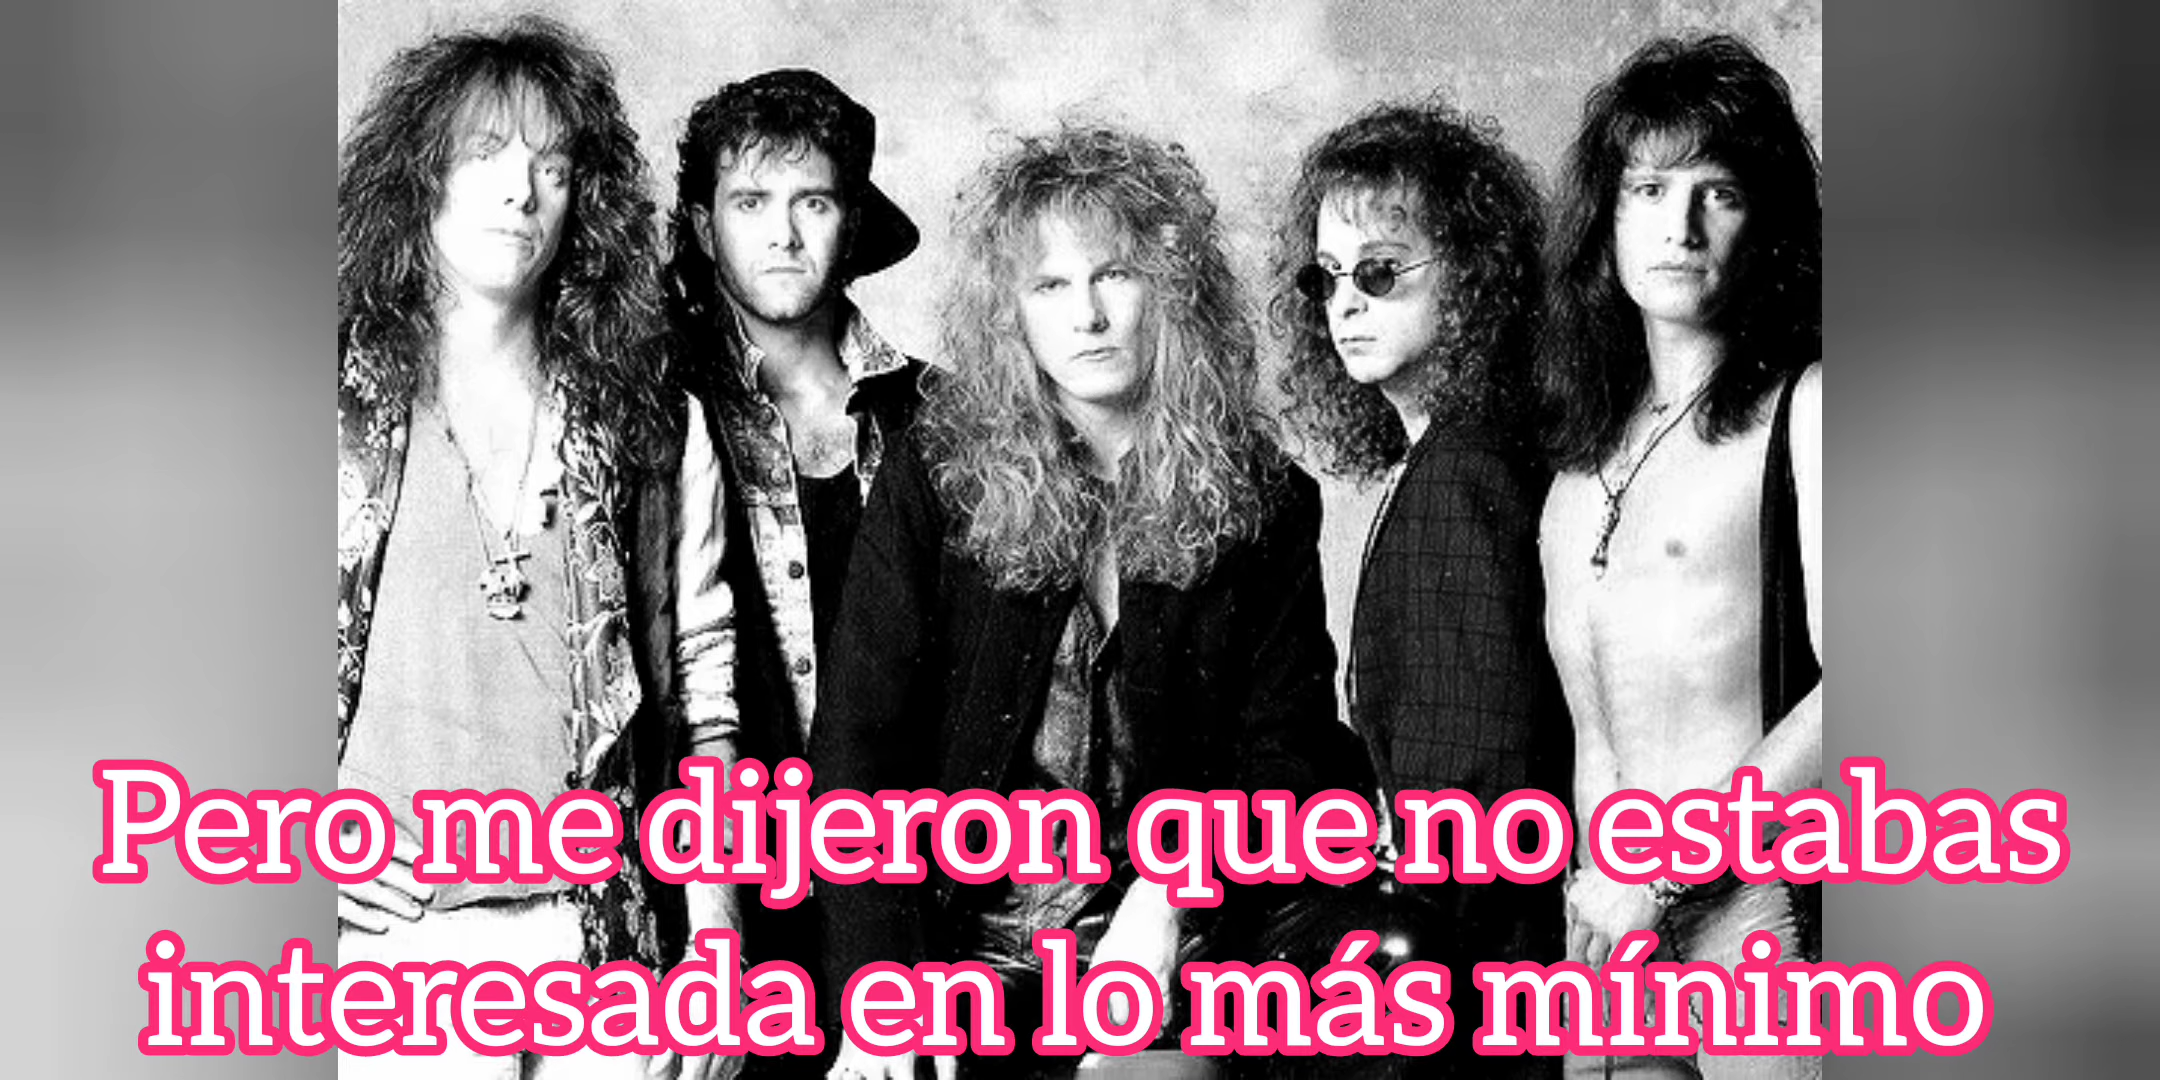 Pero me dijeron que no estabas
interesada en lo más mínimo